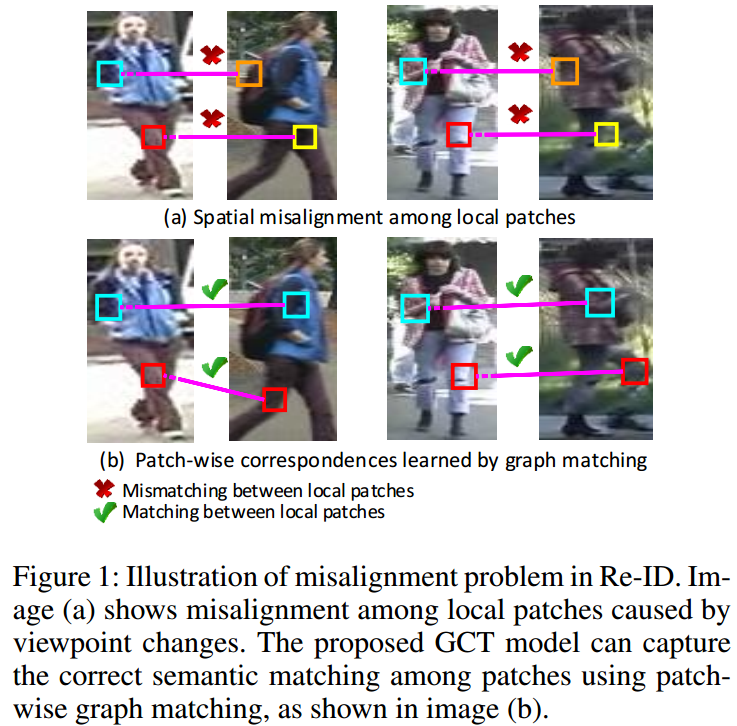 (a) Spatial misalignment among local patches
(b) Patch-wise correspondences learned by graph matching
Mismatching between local patches
Matching between local patches
Figure 1: Illustration of misalignment problem in Re-ID. Im-
age (a) shows misalignment among local patches caused by
viewpoint changes. The proposed GCT model can capture
the correct semantic matching among patches using patch-
wise graph matching, as shown in image (b).